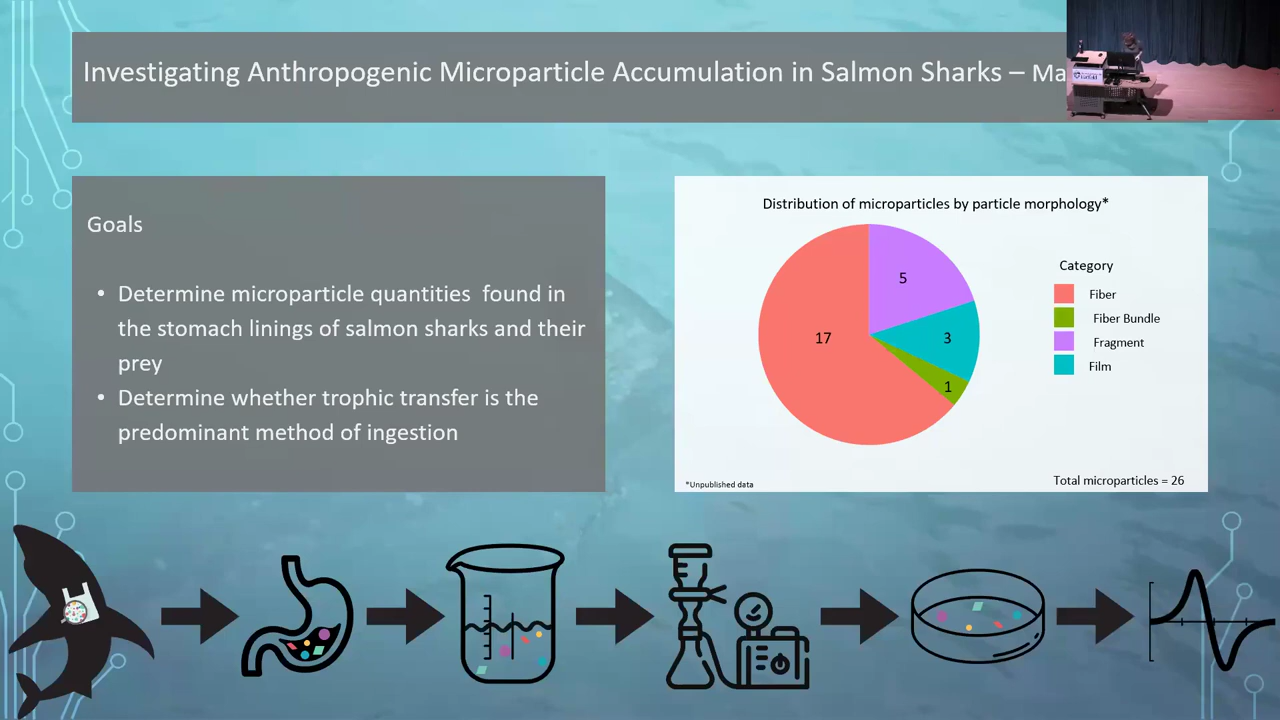 Investigating Anthropogenic Microparticle Accumulation in Salmon Sharks – Ma
Goals
• Determine microparticle quantities found in
the stomach linings of salmon sharks and their
prey
• Determine whether trophic transfer is the
predominant method of ingestion
Distribution of microparticles by particle morphology*
5
17
3
1
Category
Fiber
Fiber Bundle
Fragment
Film
*Unpublished data
Total microparticles = 26